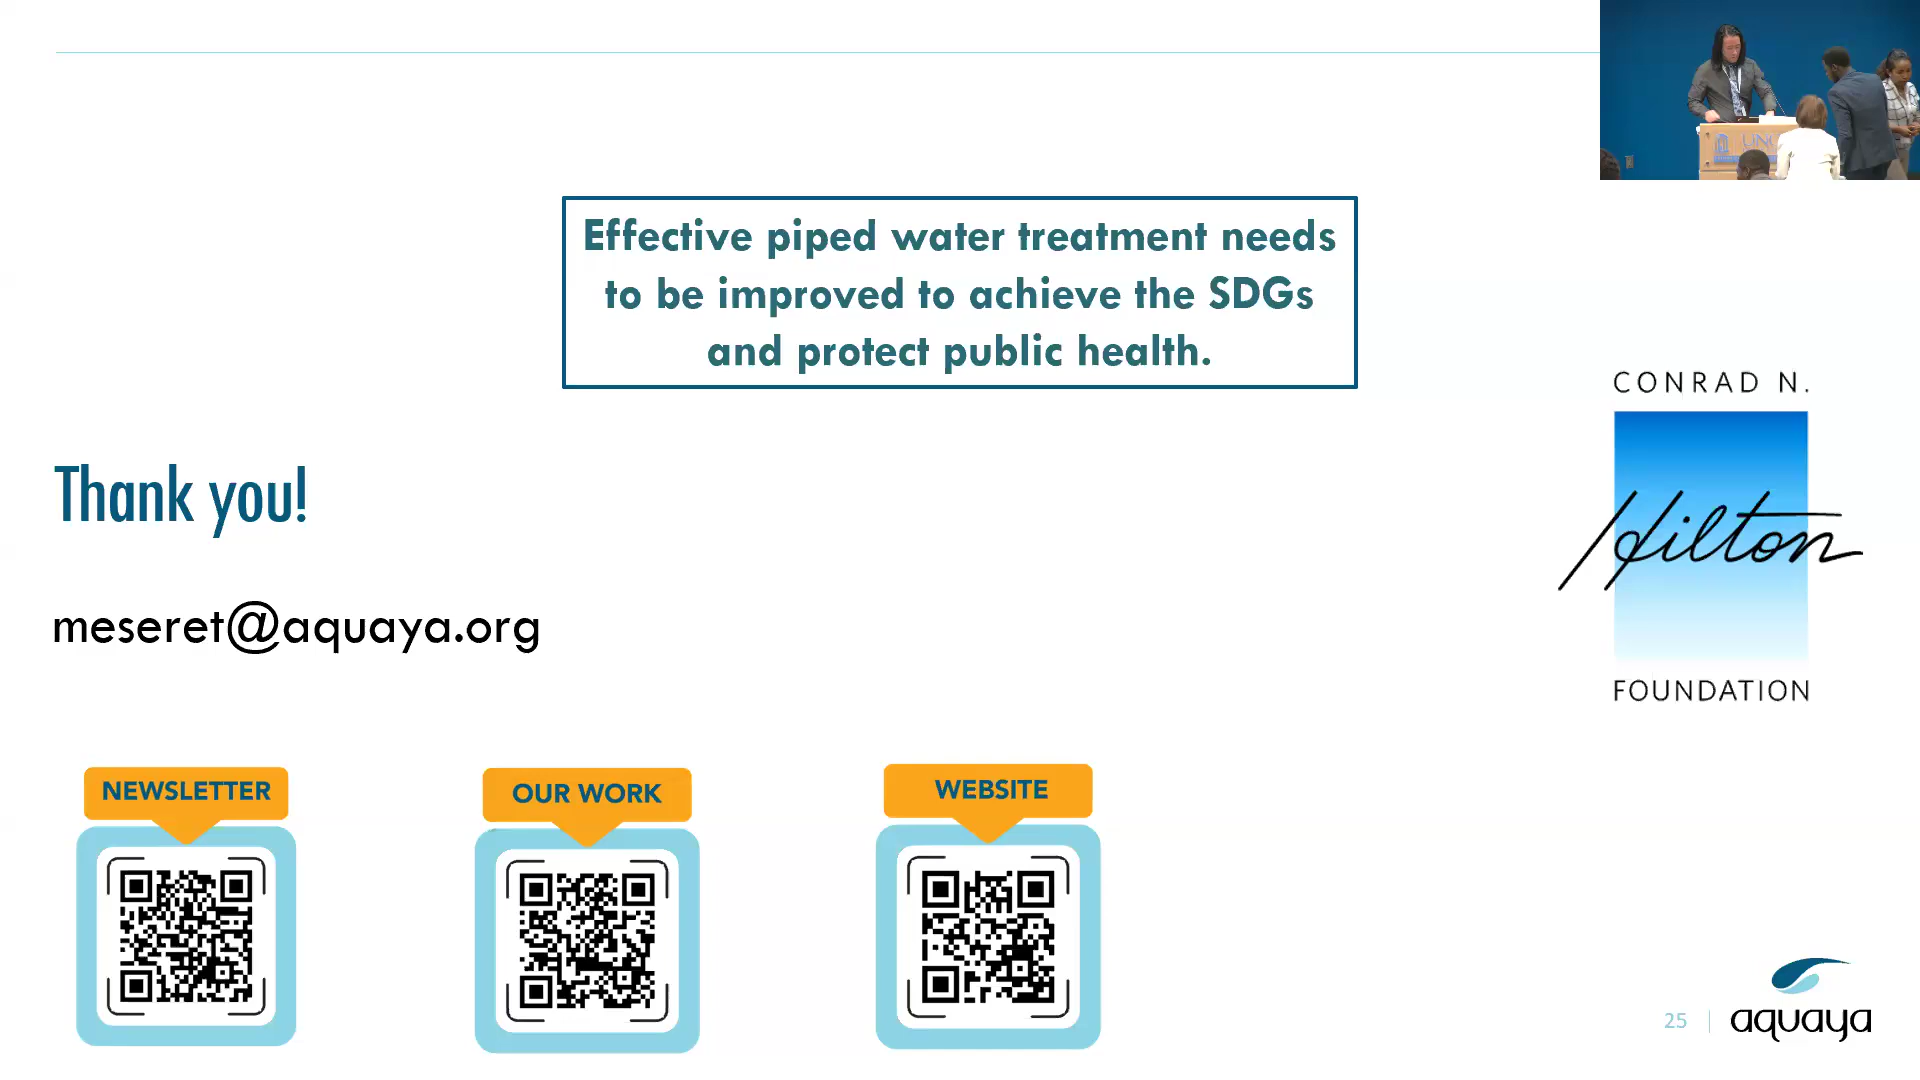 UNC
Effective piped water treatment needs
to be improved to achieve the SDGs
and protect public health.
CONRAD N.
Hilton
FOUNDATION
Thank you!
meseret@aquaya.org
NEWSLETTER
OUR WORK
WEBSITE
25
aquaya